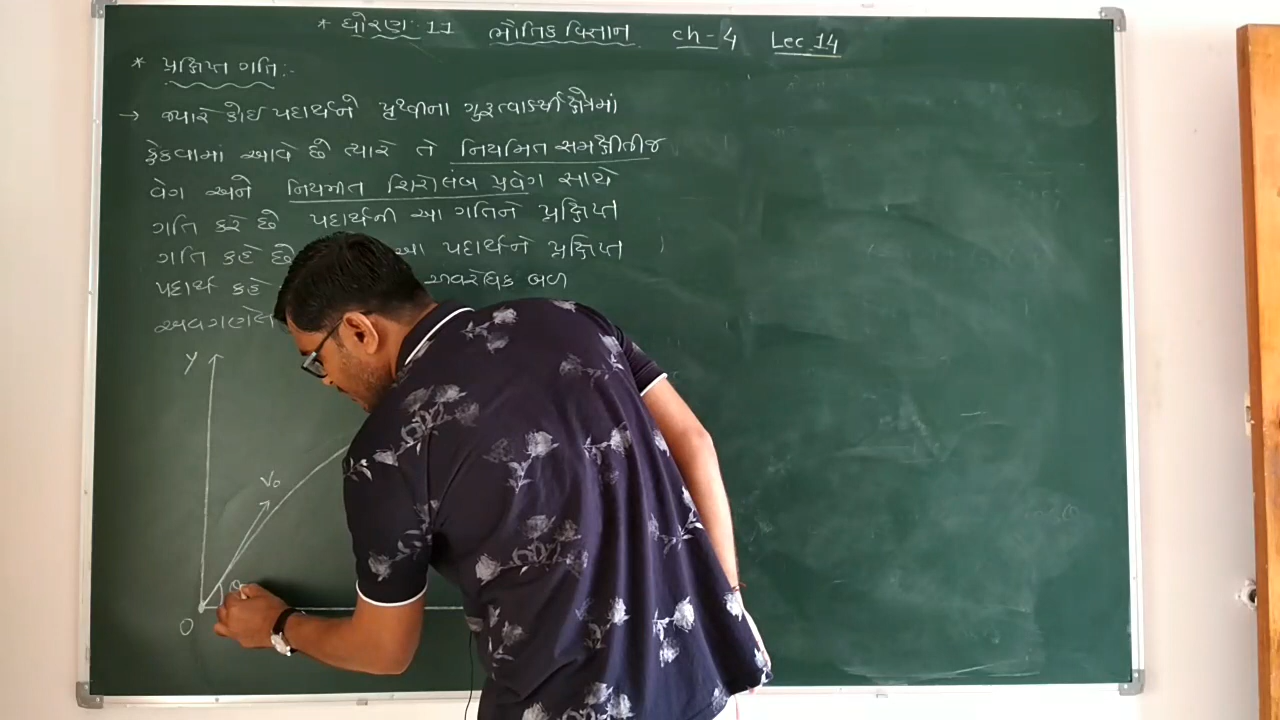 * ધોરણ:- 11 ભૌતિક વિજ્ઞાન ch-4 Lec. 14
* પ્રક્ષિપ્ત ગતિ:-
→ જ્યારે કોઇ પદાર્થને પૃથ્વીના ગુરુત્વાકર્ષી ક્ષેત્રમાં
ફેંકવામાં આવે છે ત્યારે તે નિયમિત સમક્ષીતીજ
વેગ અને નિયમીત શિરોલંબ પ્રવેગ સાથે
ગતિ કરે છે પદાર્થની આ ગતિને પ્રક્ષિપ્ત
ગતિ કહે છે આ પદાર્થને પ્રક્ષિપ્ત
પદાર્થ કહે અવરોધક બળ
અવગણેલ
Y
V₀
O